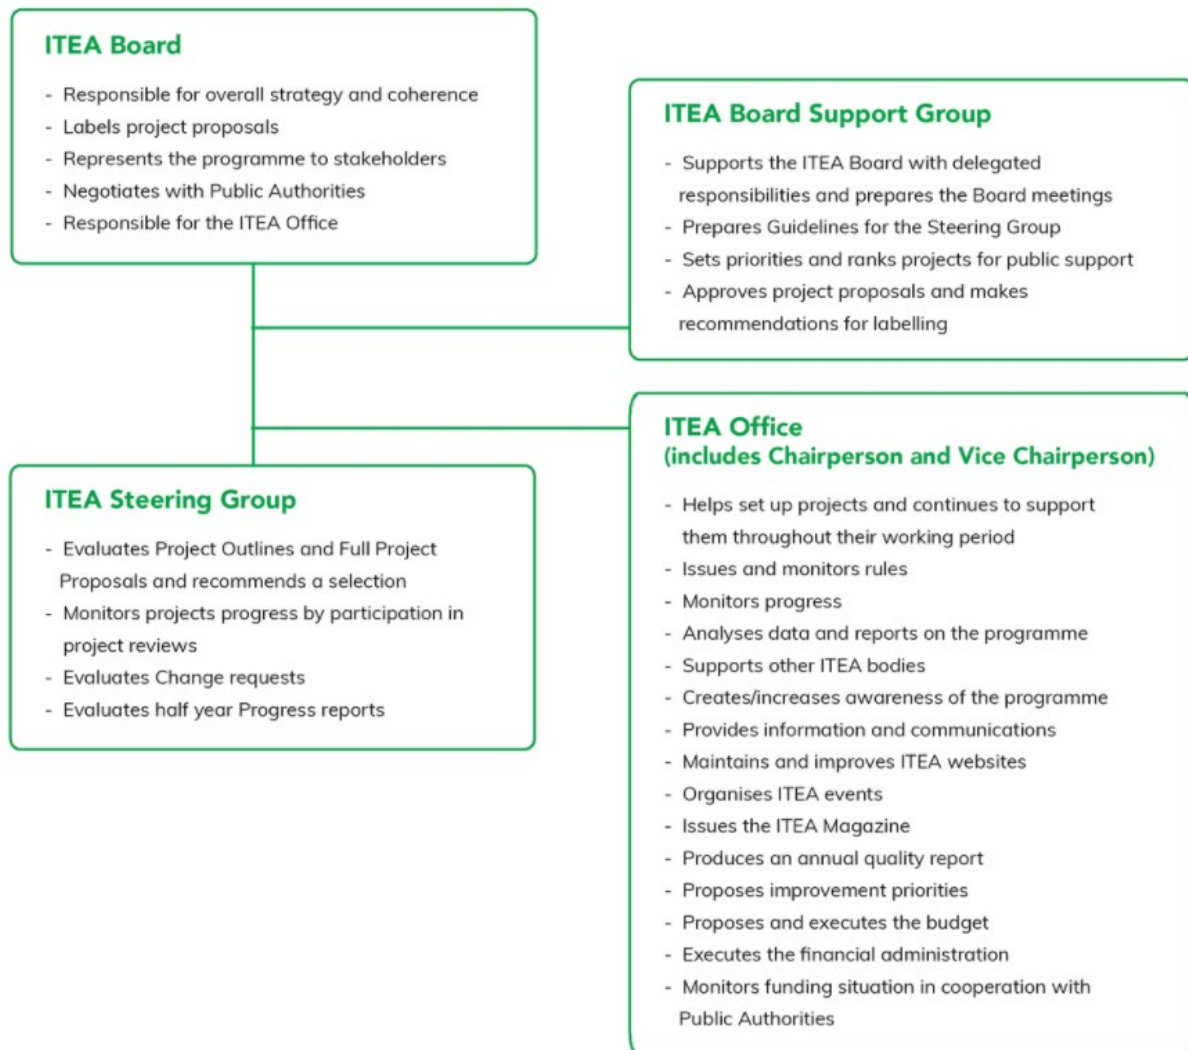 ITEA Board
- Responsible for overall strategy and coherence
- Labels project proposals
- Represents the programme to stakeholders
- Negotiates with Public Authorities
- Responsible for the ITEA Office
ITEA Board Support Group
- Supports the ITEA Board with delegated
responsibilities and prepares the Board meetings
- Prepares Guidelines for the Steering Group
- Sets priorities and ranks projects for public support
- Approves project proposals and makes
recommendations for labelling
ITEA Steering Group
- Evaluates Project Outlines and Full Project
Proposals and recommends a selection
- Monitors projects progress by participation in
project reviews
- Evaluates Change requests
- Evaluates half year Progress reports
ITEA Office
(includes Chairperson and Vice Chairperson)
- Helps set up projects and continues to support
them throughout their working period
- Issues and monitors rules
- Monitors progress
- Analyses data and reports on the programme
- Supports other ITEA bodies
- Creates/increases awareness of the programme
- Provides information and communications
- Maintains and improves ITEA websites
- Organises ITEA events
- Issues the ITEA Magazine
- Produces an annual quality report
- Proposes improvement priorities
- Proposes and executes the budget
- Executes the financial administration
- Monitors funding situation in cooperation with
Public Authorities